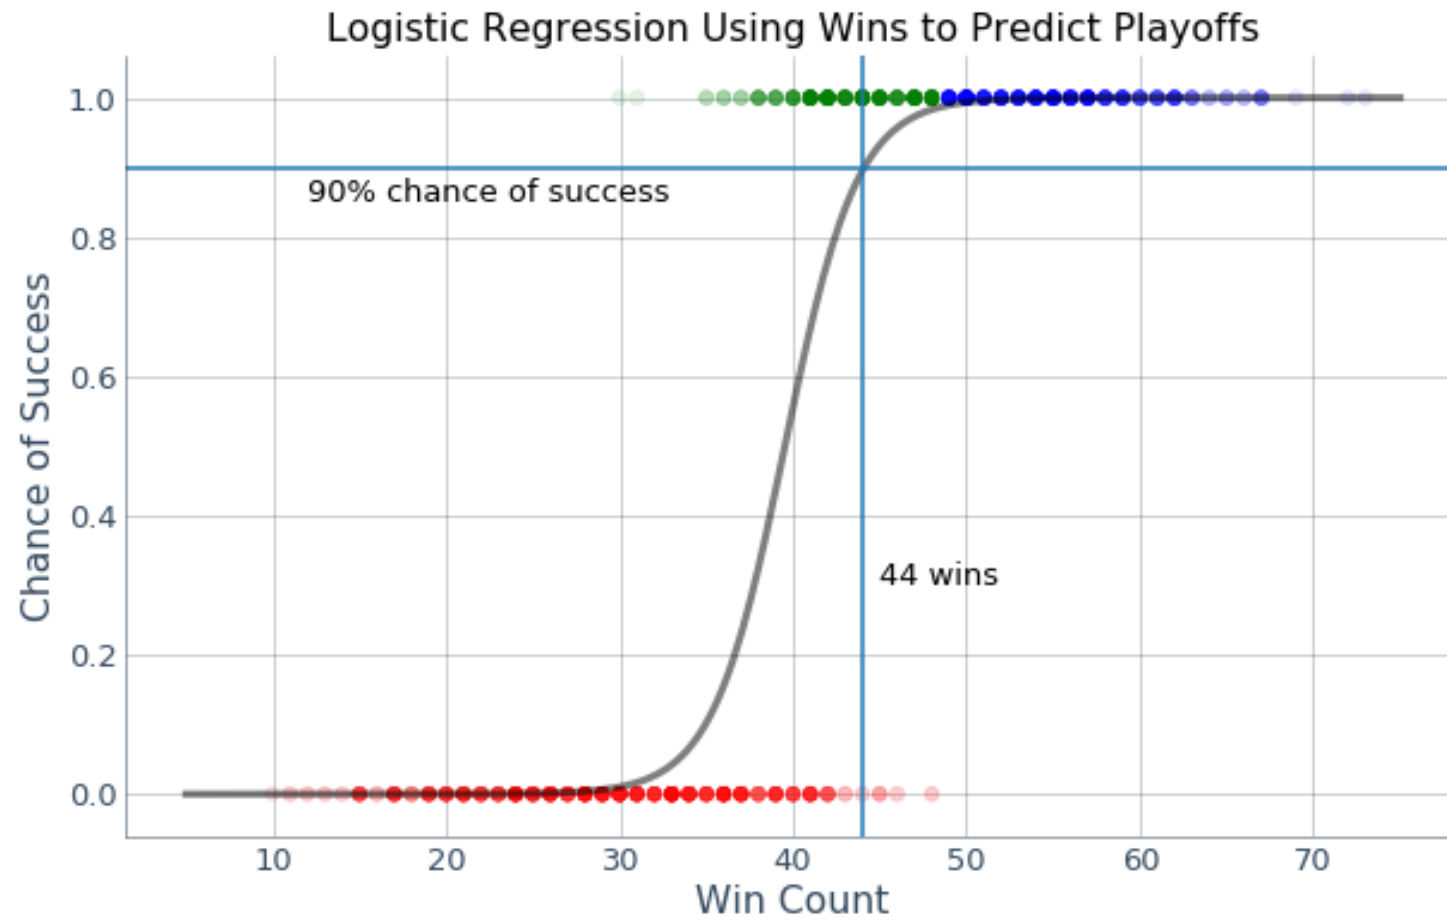 Logistic Regression Using Wins to Predict Playoffs
1.0
90% chance of success
0.8
0.6
0.4
44 wins
0.2
0.0
Chance of Success
10 20 30 40 50 60 70
Win Count